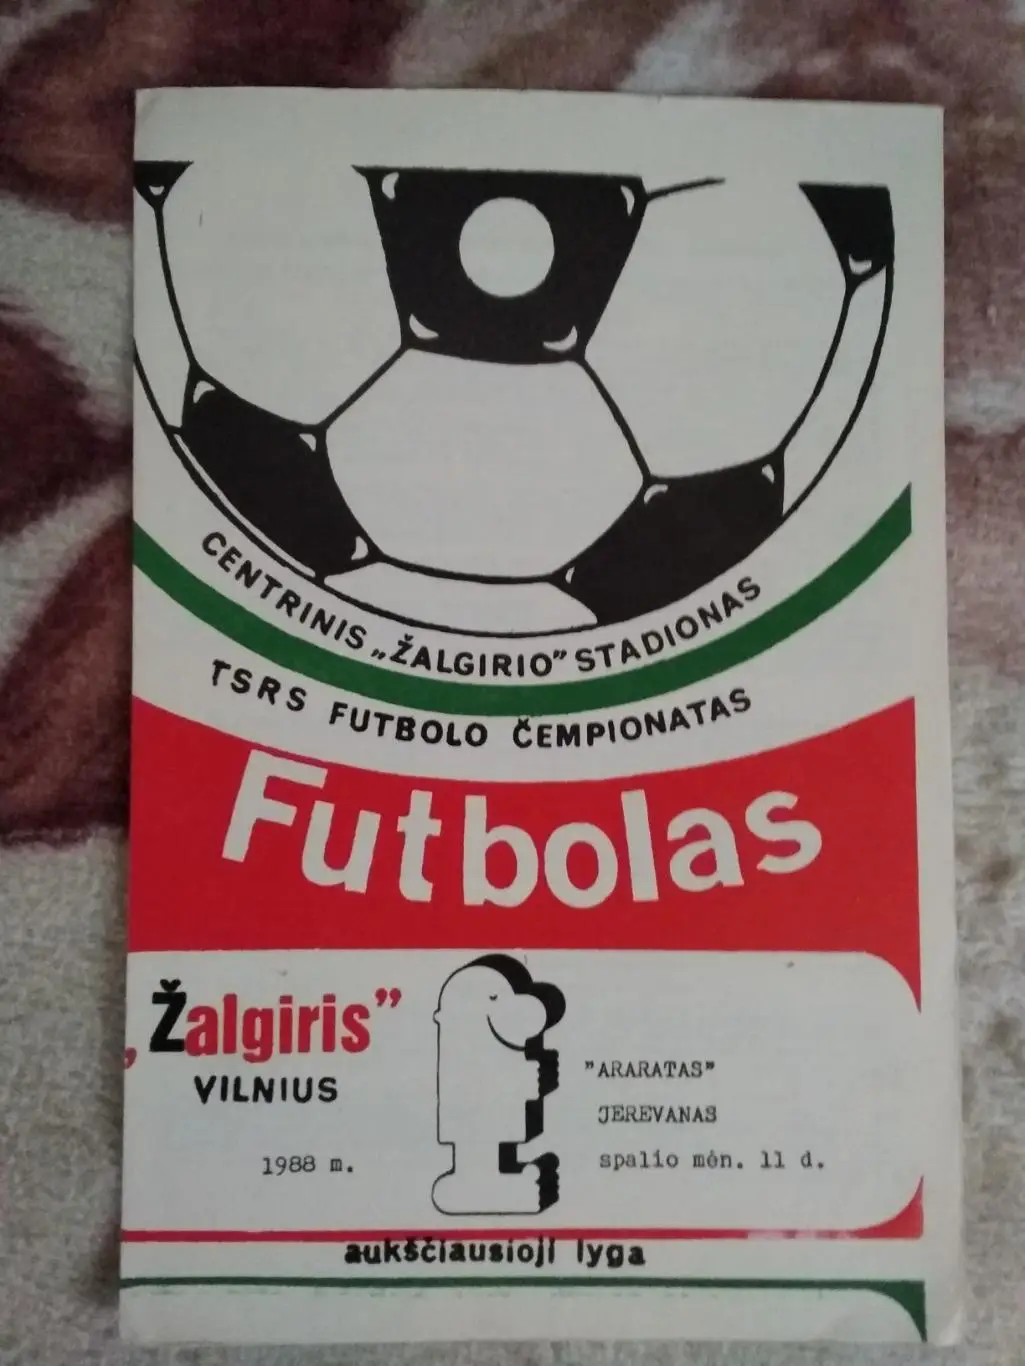 CENTRINIS „ŽALGIRIO” STADIONAS
TSRS FUTBOLO ČEMPIONATAS
Futbolas
„Žalgiris”
VILNIUS
1988 m.
"ARARATAS"
JEREVANAS
spalio mėn. 11 d.
aukščiausioji lyga